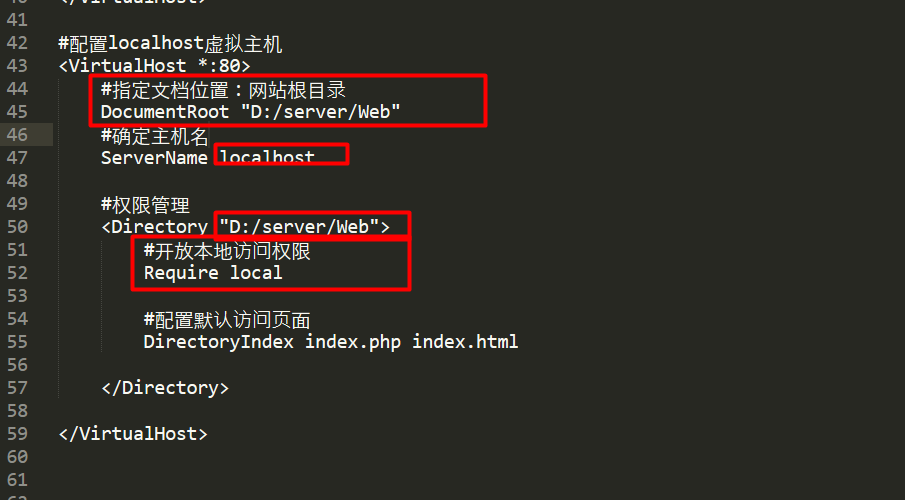 41
42 #配置localhost虚拟主机
43 <VirtualHost *:80>
44 #指定文档位置：网站根目录
45 DocumentRoot "D:/server/Web"
46 #确定主机名
47 ServerName localhost
48
49 #权限管理
50 <Directory "D:/server/Web">
51 #开放本地访问权限
52 Require local
53
54 #配置默认访问页面
55 DirectoryIndex index.php index.html
56
57 </Directory>
58
59 </VirtualHost>
60
61